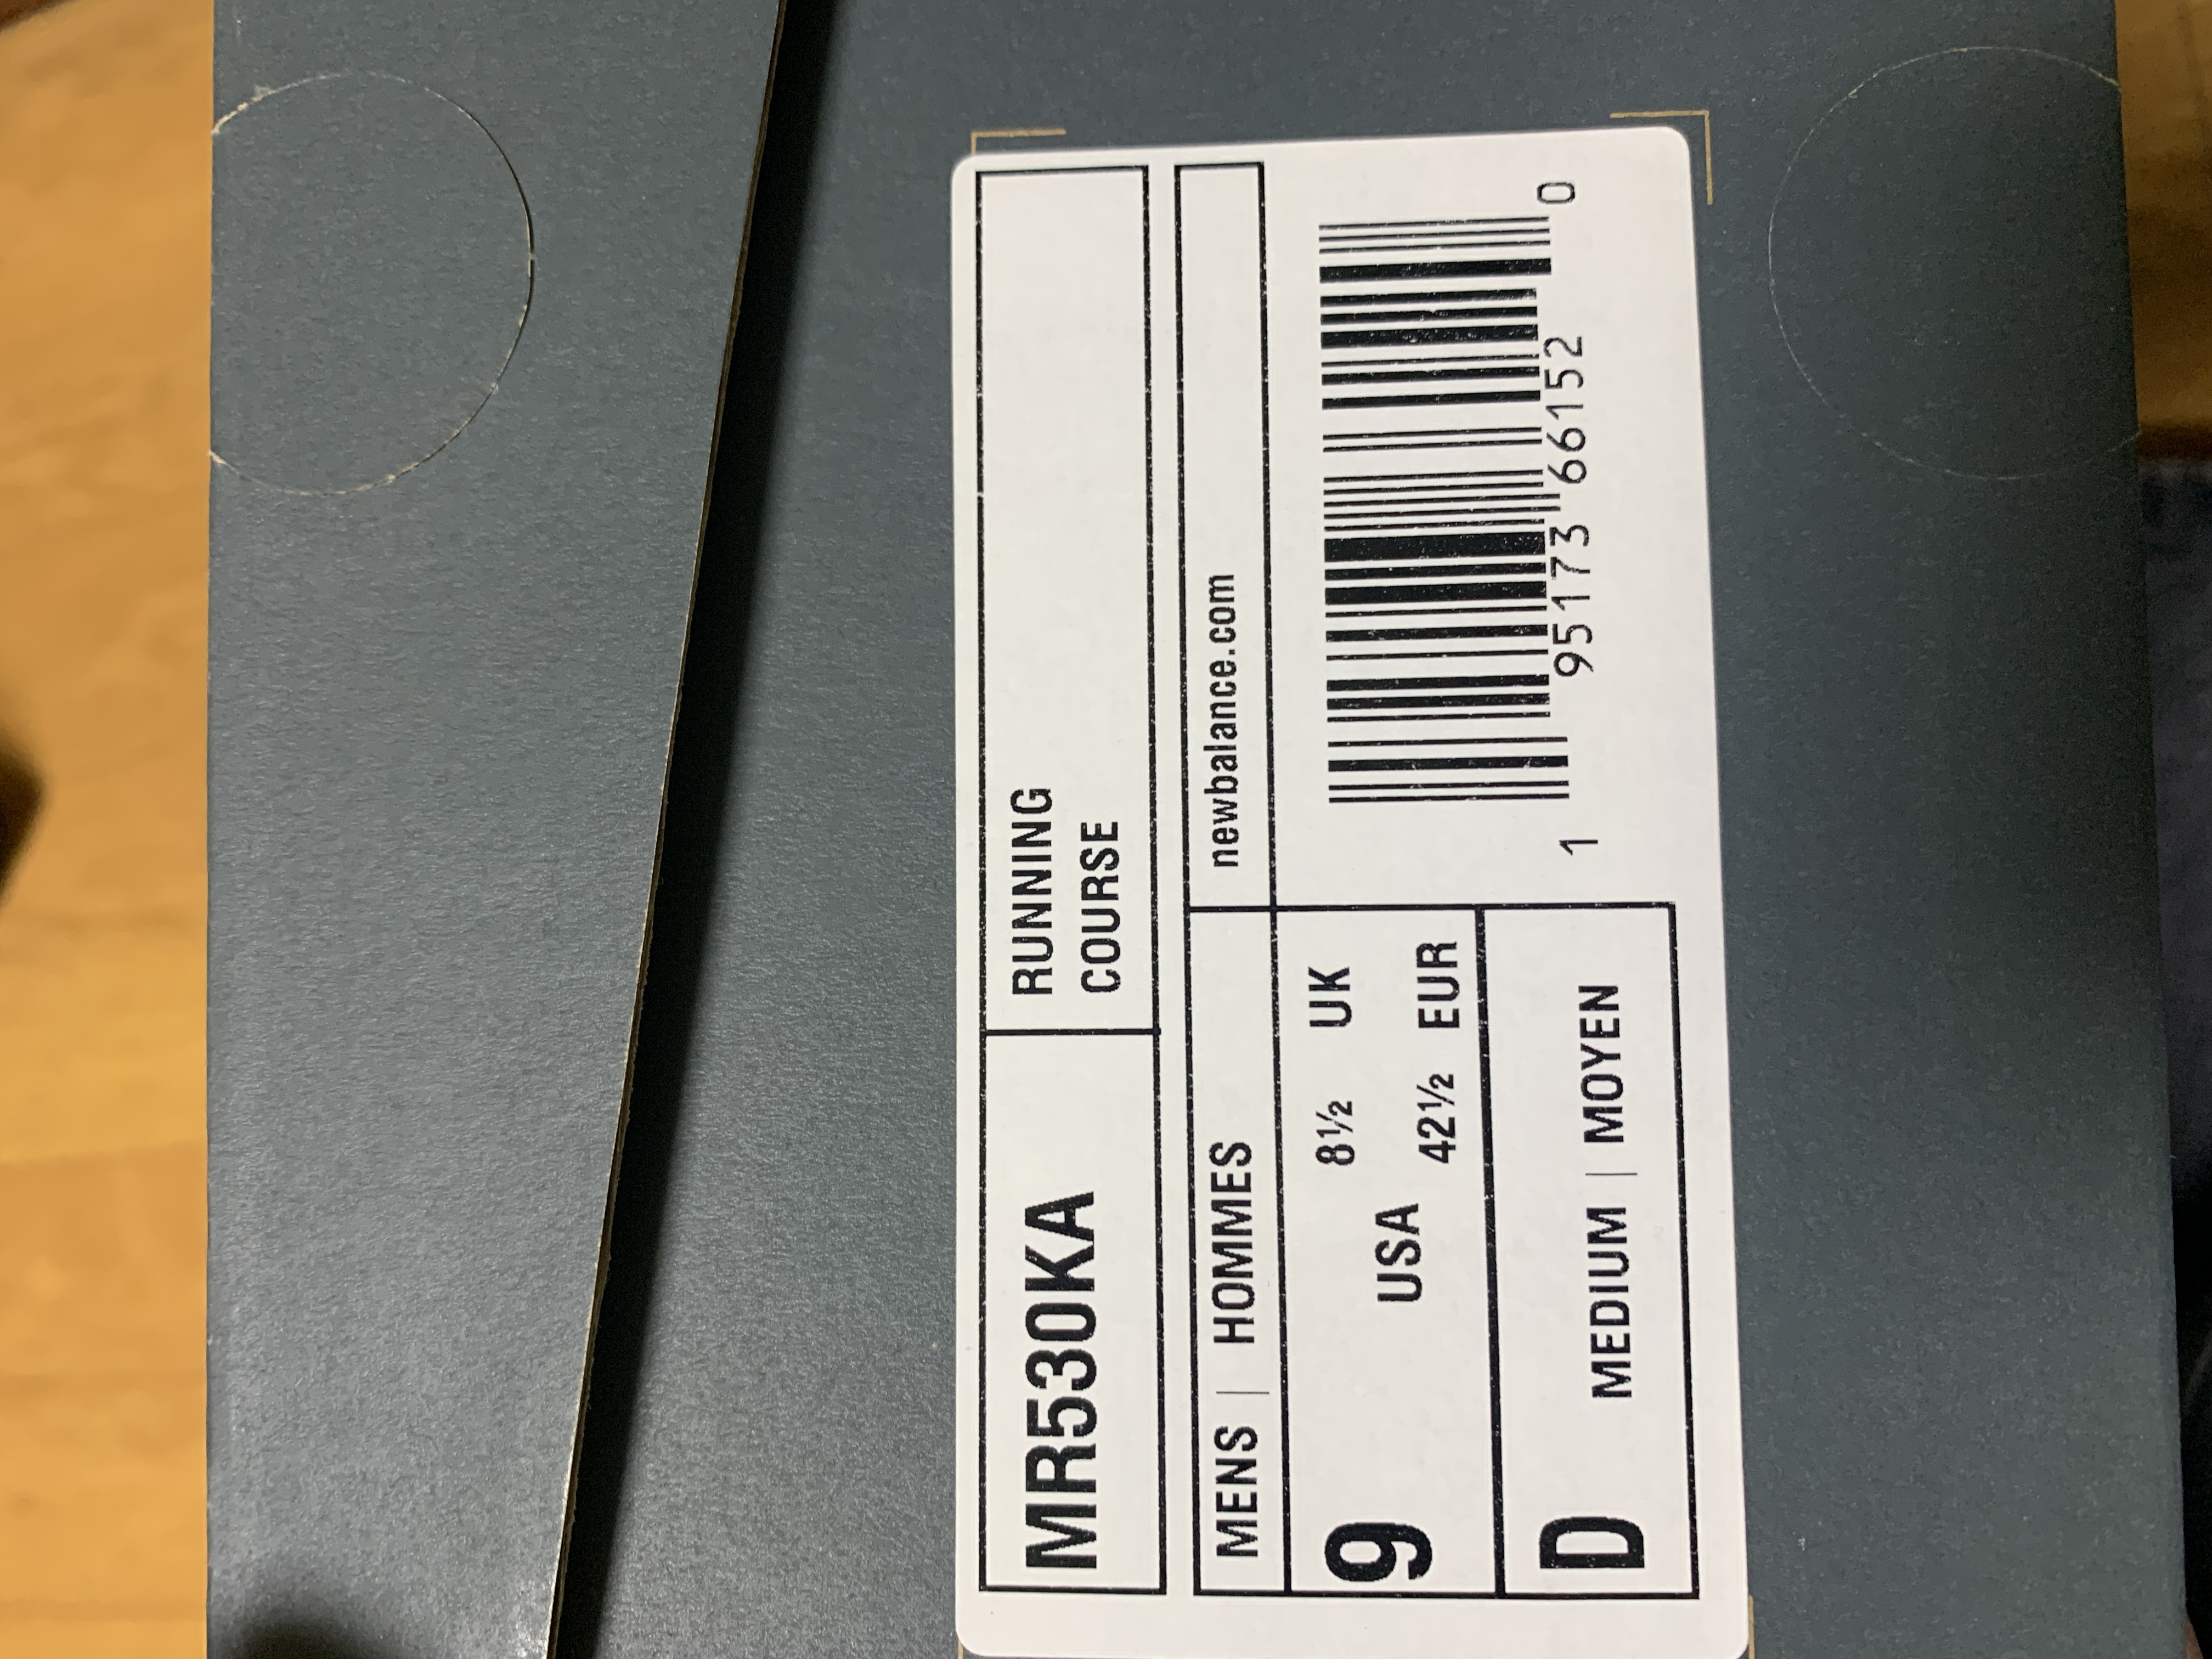 MR530KA
RUNNING
COURSE
MENS | HOMMES
newbalance.com
9 USA
8½ UK
42½ EUR
D MEDIUM | MOYEN
1 95173 66152 0